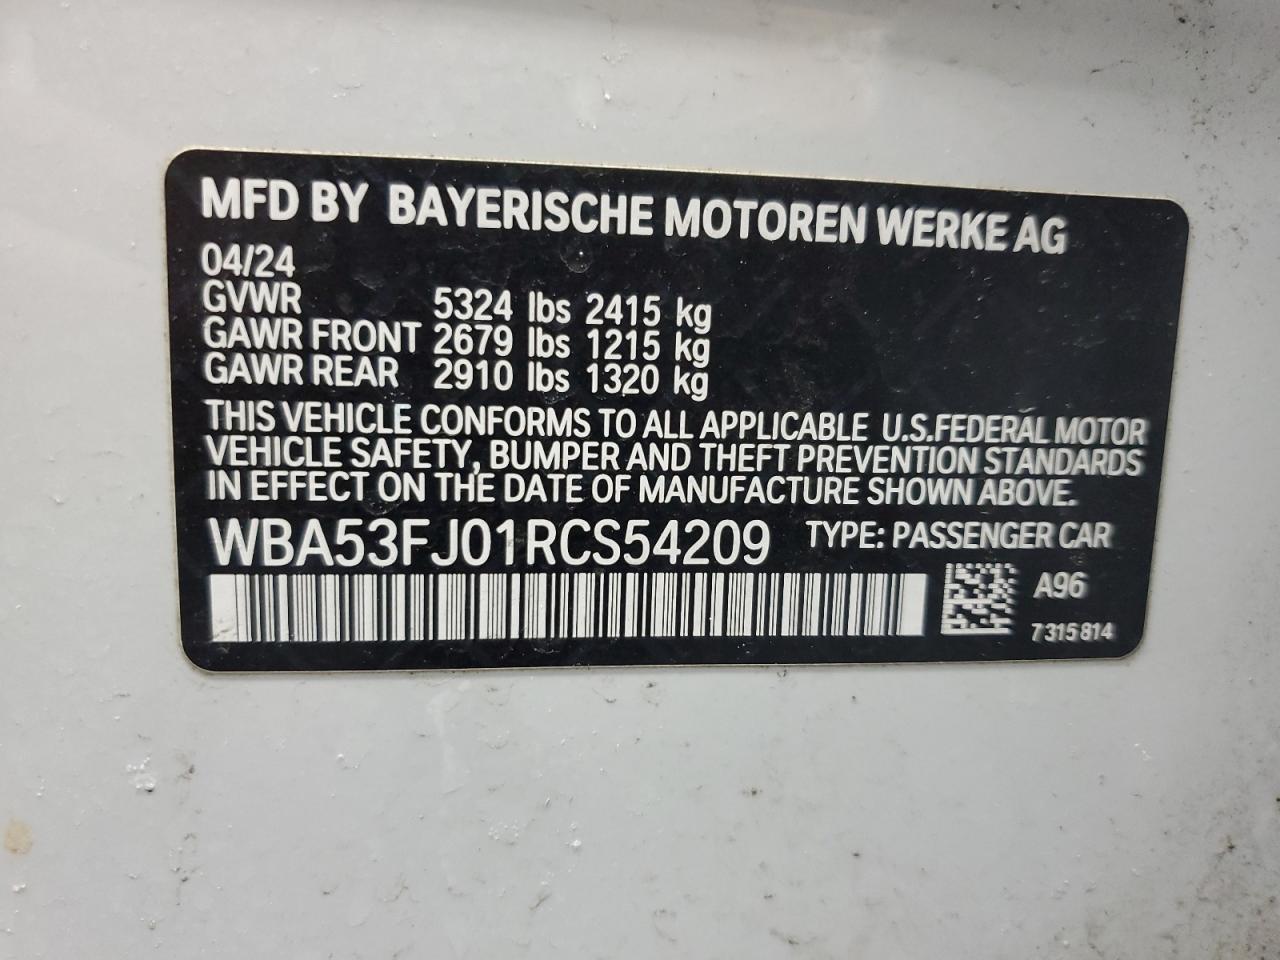 MFD BY BAYERISCHE MOTOREN WERKE AG
04/24
GVWR 5324 lbs 2415 kg
GAWR FRONT 2679 lbs 1215 kg
GAWR REAR 2910 lbs 1320 kg
THIS VEHICLE CONFORMS TO ALL APPLICABLE U.S.FEDERAL MOTOR
VEHICLE SAFETY, BUMPER AND THEFT PREVENTION STANDARDS
IN EFFECT ON THE DATE OF MANUFACTURE SHOWN ABOVE.
WBA53FJ01RCS54209 TYPE: PASSENGER CAR
A96
7 315 814